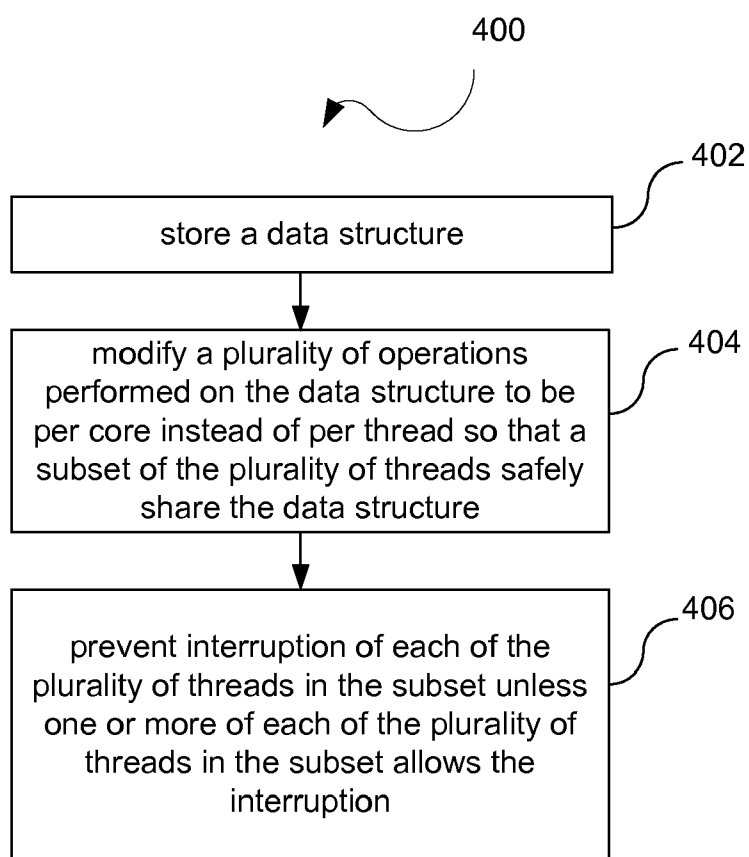 400
402
store a data structure
404
modify a plurality of operations
performed on the data structure to be
per core instead of per thread so that a
subset of the plurality of threads safely
share the data structure
406
prevent interruption of each of the
plurality of threads in the subset unless
one or more of each of the plurality of
threads in the subset allows the
interruption